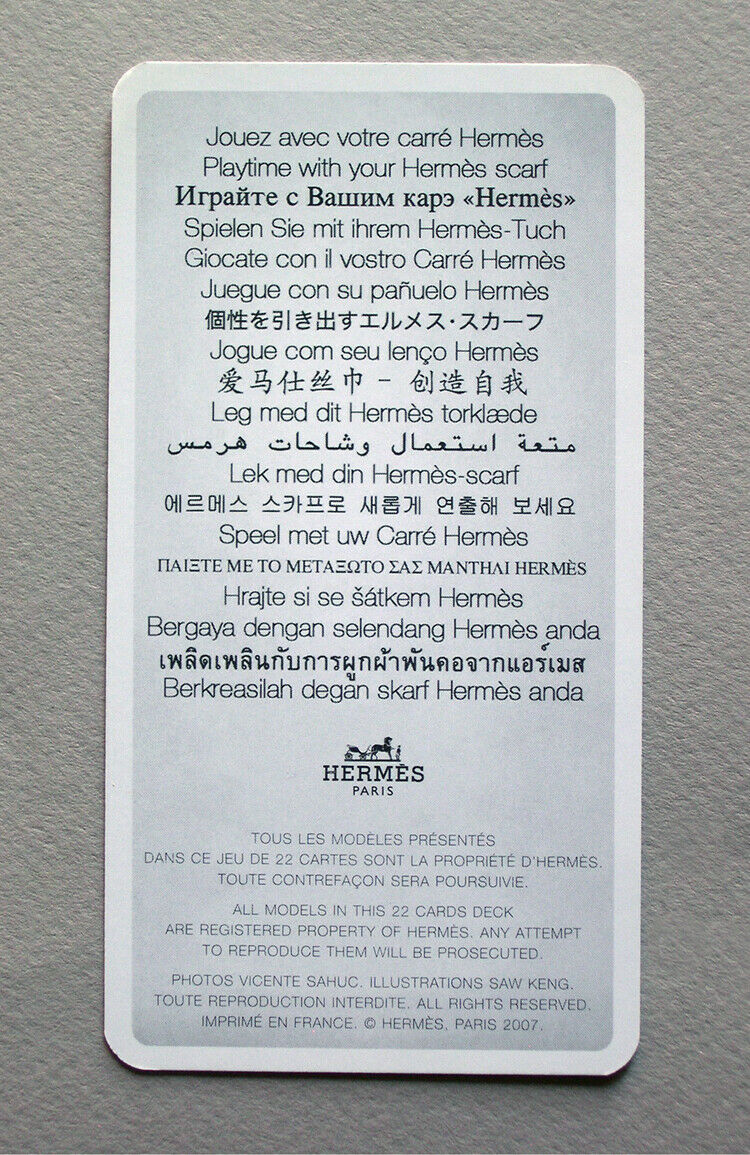 Jouez avec votre carré Hermès
Playtime with your Hermès scarf
Играйте с Вашим карэ «Hermès»
Spielen Sie mit ihrem Hermès-Tuch
Giocate con il vostro Carré Hermès
Juegue con su pañuelo Hermès
個性を引き出すエルメス・スカーフ
Jogue com seu lenço Hermès
爱马仕丝巾 - 创造自我
Leg med dit Hermès torklæde
متعة استعمال وشاحات هرمس
Lek med din Hermès-scarf
에르메스 스카프로 새롭게 연출해 보세요
Speel met uw Carré Hermès
ΠΑΙΞΤΕ ΜΕ ΤΟ ΜΕΤΑΞΩΤΟ ΣΑΣ ΜΑΝΤΗΛΙ HERMÈS
Hrajte si se šátkem Hermès
Bergaya dengan selendang Hermès anda
เพลิดเพลินกับการผูกผ้าพันคอจากแอร์เมส
Berkreasilah degan skarf Hermès anda
HERMÈS
PARIS
TOUS LES MODÈLES PRÉSENTÉS
DANS CE JEU DE 22 CARTES SONT LA PROPRIÉTÉ D'HERMÈS.
TOUTE CONTREFAÇON SERA POURSUIVIE.
ALL MODELS IN THIS 22 CARDS DECK
ARE REGISTERED PROPERTY OF HERMÈS. ANY ATTEMPT
TO REPRODUCE THEM WILL BE PROSECUTED.
PHOTOS VICENTE SAHUC. ILLUSTRATIONS SAW KENG.
TOUTE REPRODUCTION INTERDITE. ALL RIGHTS RESERVED.
IMPRIMÉ EN FRANCE. © HERMÈS, PARIS 2007.